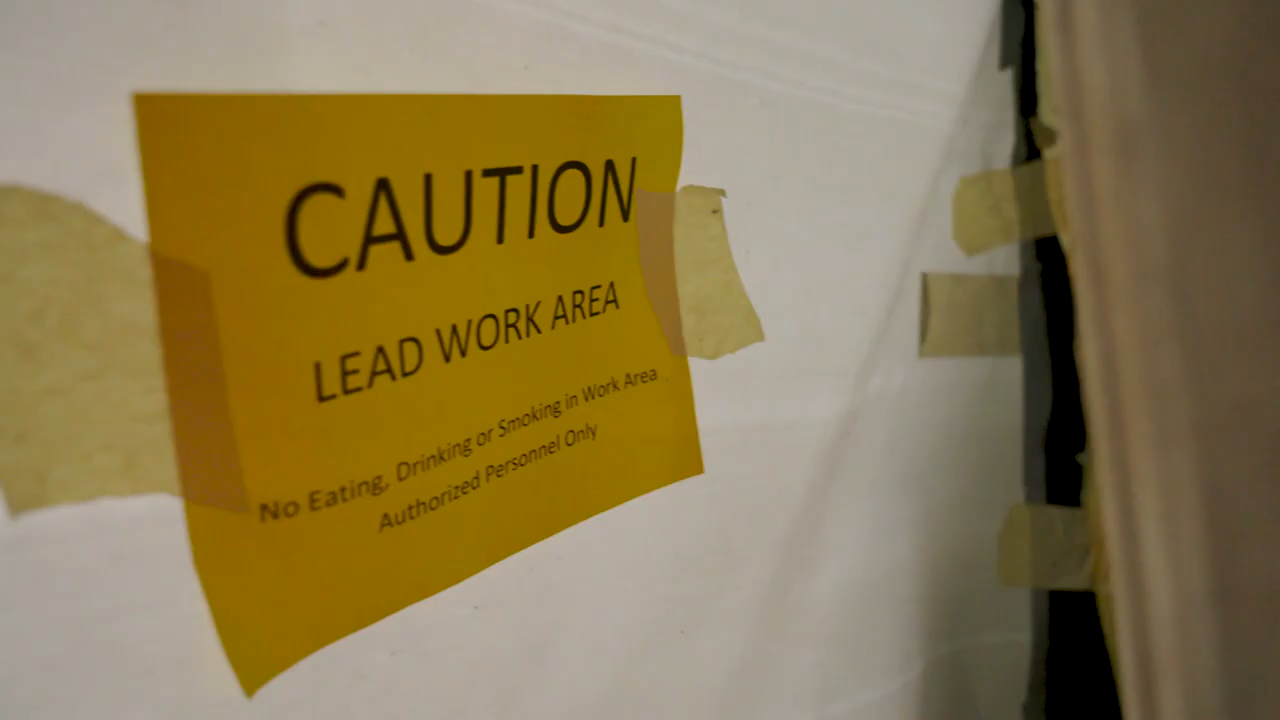 CAUTION
LEAD WORK AREA
No Eating, Drinking or Smoking in Work Area
Authorized Personnel Only